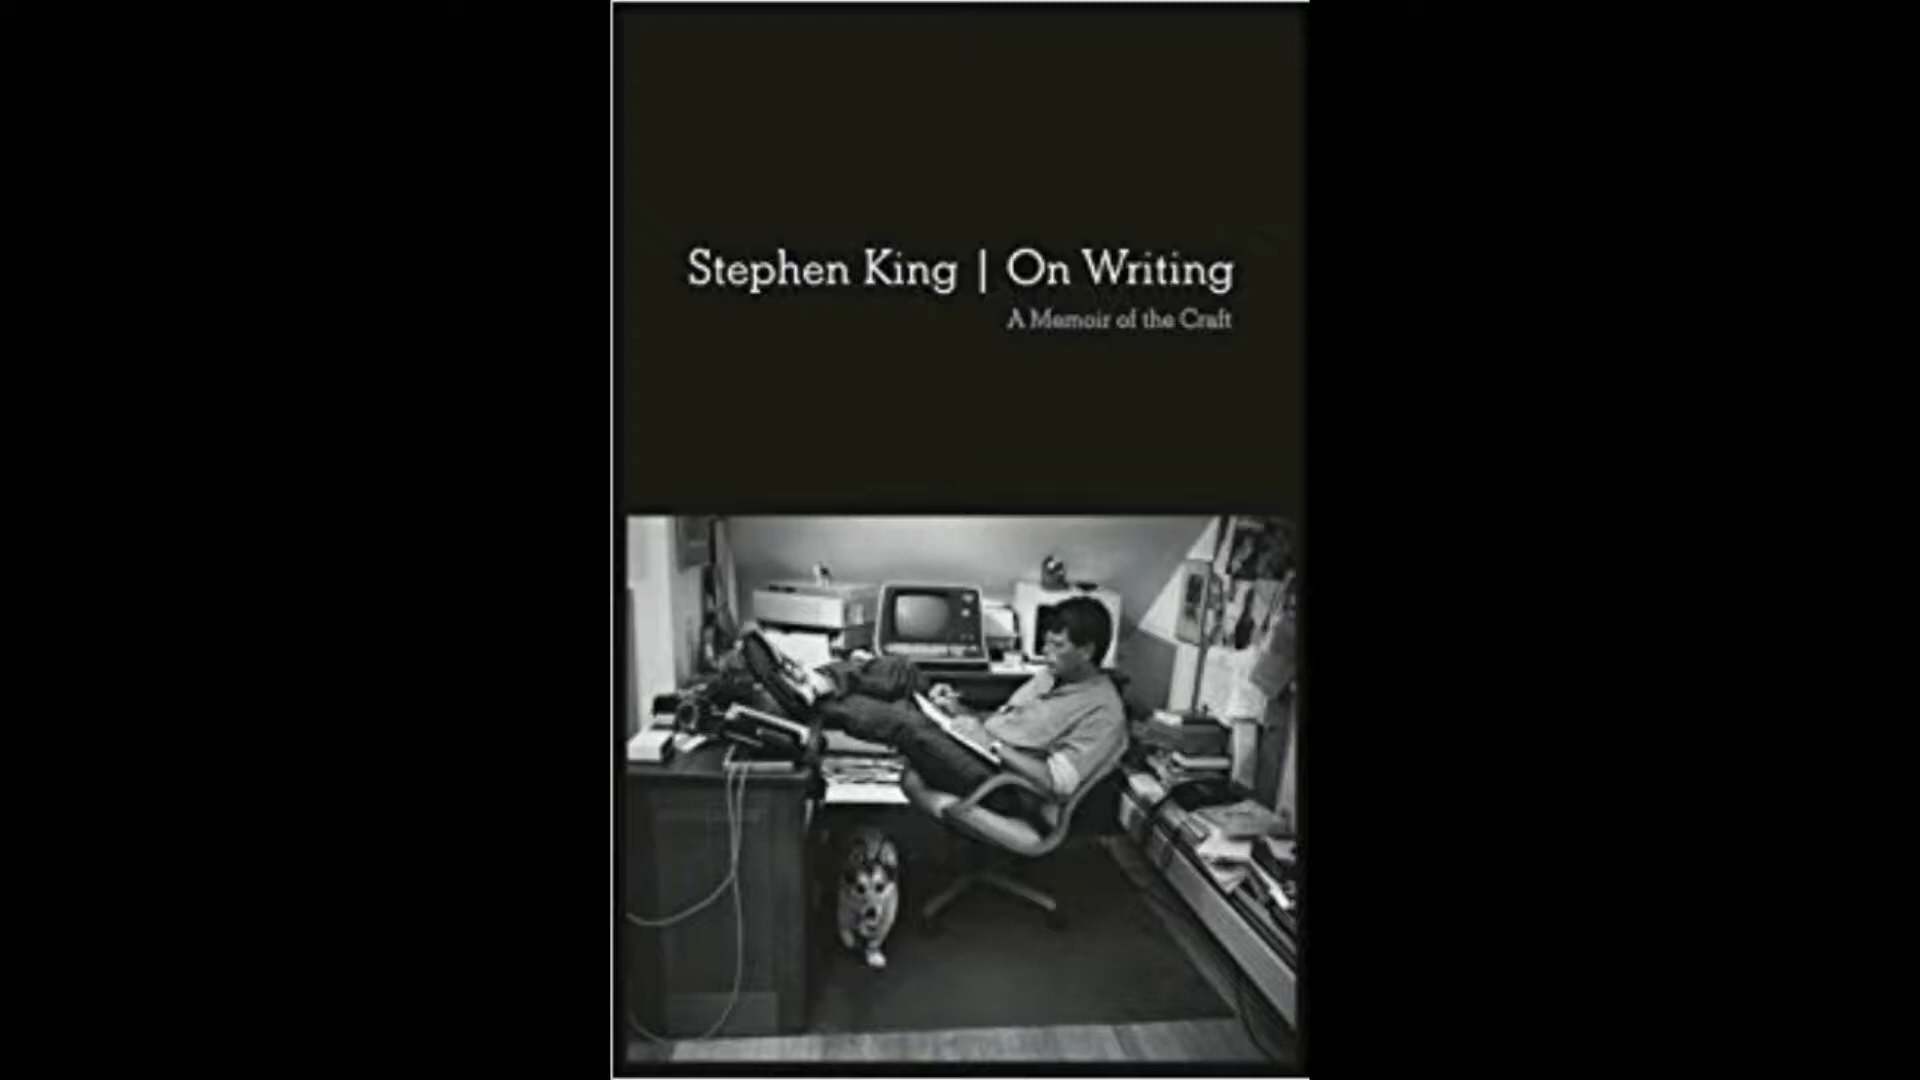 Stephen King | On Writing
A Memoir of the Craft